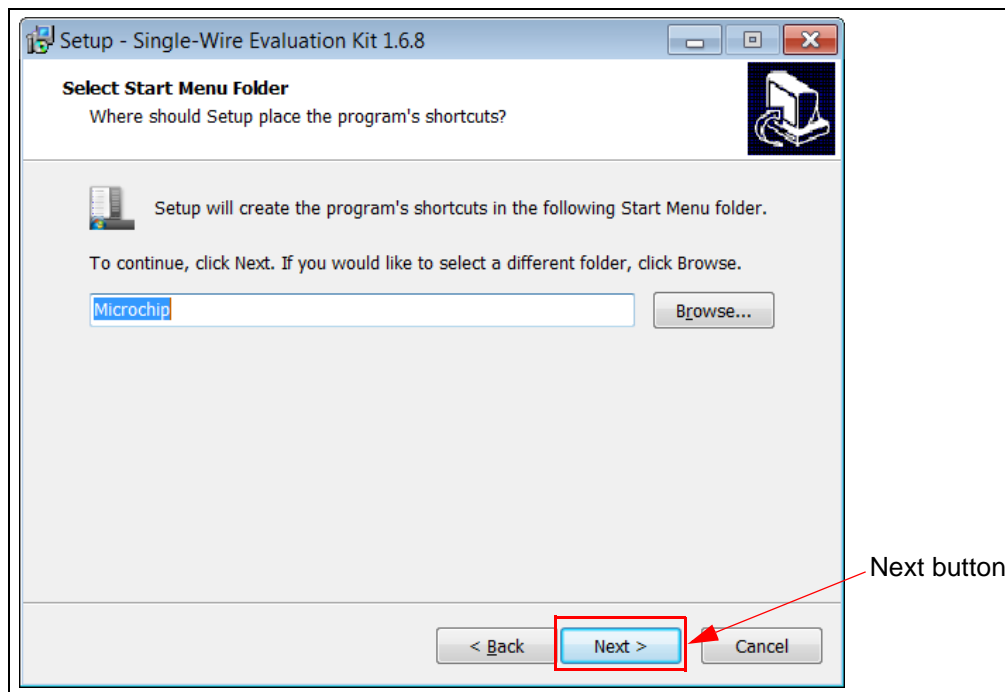 Setup - Single-Wire Evaluation Kit 1.6.8
Select Start Menu Folder
Where should Setup place the program's shortcuts?
Setup will create the program's shortcuts in the following Start Menu folder.
To continue, click Next. If you would like to select a different folder, click Browse.
Microchip
Browse...
Next button
< Back
Next >
Cancel